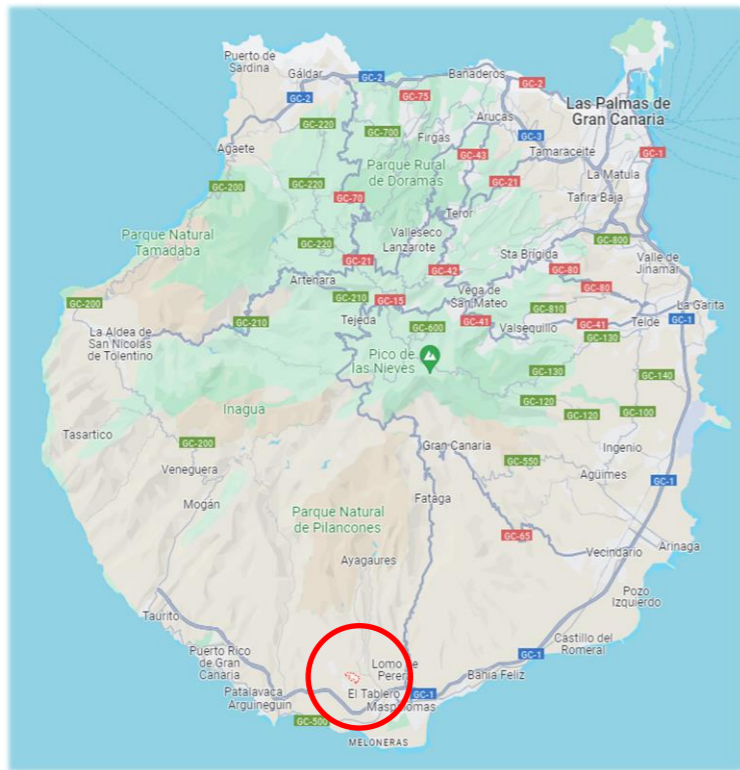 Puerto de
Sardina
Gáldar
GC-2
Bañaderos
GC-2
GC-2
GC-75
Las Palmas de
Gran Canaria
GC-220
GC-700
Firgas
Arucas
GC-3
Agaete
GC-43
Tamaraceite
GC-1
Parque Rural
de Doramas
GC-200
GC-220
GC-21
La Matula
GC-70
Tafira Baja
Teror
Parque Natural
Tamadaba
GC-220
Valleseco
Lanzarote
Sta Brígida
GC-800
GC-21
GC-42
Valle de
Jinamar
Artenara
GC-80
GC-200
GC-210
GC-15
Vega de
San Mateo
GC-80
La Garita
GC-210
Tejeda
GC-600
GC-41
GC-810
Valsequillo
GC-41
Telde
GC-1
La Aldea de
San Nicolás
de Tolentino
GC-130
Pico de
las Nieves
GC-130
GC-140
GC-120
GC-120
GC-100
Inagua
Tasartico
GC-200
Gran Canaria
Ingenio
Veneguera
GC-550
Agüimes
GC-1
Mogán
Fataga
Parque Natural
de Pilancones
GC-65
Arinaga
Vecindario
Ayagaures
Pozo
Izquierdo
Taurito
Castillo del
Romeral
Puerto Rico
de Gran
Canaria
Lomo de
GC-1
Bahia Feliz
Patalavaca
Arguineguin
El Tablero
GC-1
Maspalomas
GC-500
MELONERAS